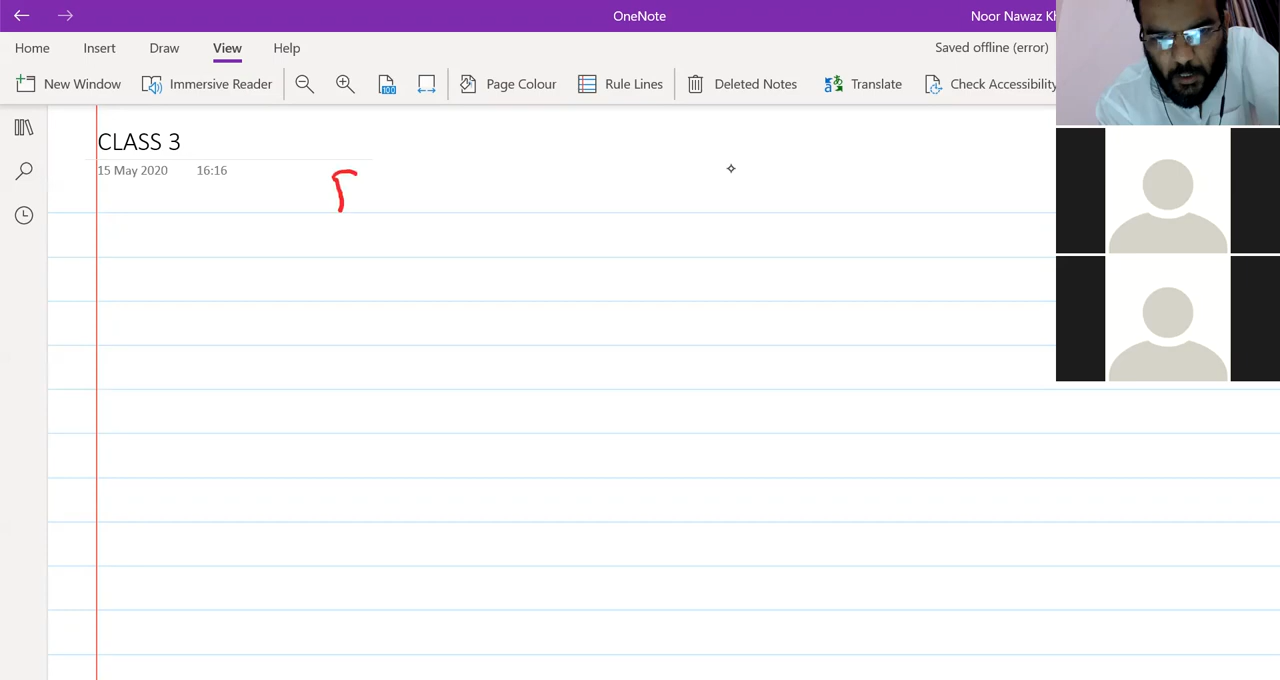 OneNote
Noor Nawaz
Home Insert Draw View Help
Saved offline (error)
New Window Immersive Reader 100 Page Colour Rule Lines Deleted Notes Translate Check Accessibility
CLASS 3
15 May 2020 16:16